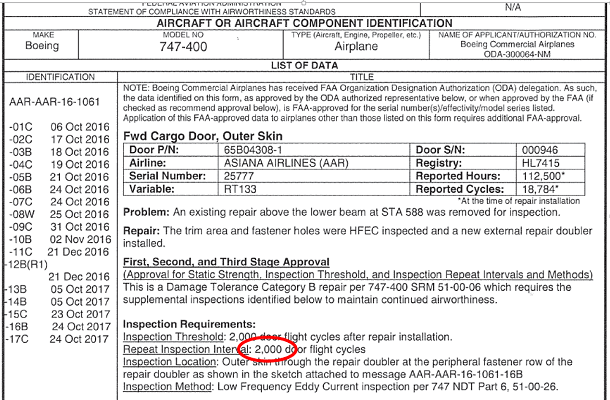 FEDERAL AVIATION ADMINISTRATION
STATEMENT OF COMPLIANCE WITH AIRWORTHINESS STANDARD
N/A
AIRCRAFT OR AIRCRAFT COMPONENT IDENTIFICATION
MAKE
Boeing
MODEL NO
747-400
TYPE (Aircraft, Engine, Propeller, etc.)
Airplane
NAME OF APPLICANT/AUTHORIZATION NO.
Boeing Commercial Airplanes
ODA-300064-NM
LIST OF DATA
IDENTIFICATION
TITLE
AAR-AAR-16-1061
-01C 06 Oct 2016
-02C 17 Oct 2016
-03B 18 Oct 2016
-04C 19 Oct 2016
-05B 21 Oct 2016
-06B 24 Oct 2016
-07C 24 Oct 2016
-08W 25 Oct 2016
-09C 31 Oct 2016
-10B 02 Nov 2016
-11C 21 Dec 2016
-12B(R1)
21 Dec 2016
-13B 05 Oct 2017
-14B 05 Oct 2017
-15C 23 Oct 2017
-16B 24 Oct 2017
-17C 24 Oct 2017
NOTE: Boeing Commercial Airplanes has received FAA Organization Designation Authorization (ODA) delegation. As such,
the data identified on this form, as approved by the ODA authorized representative below, or when approved by the FAA (if
checked as recommend approval below), is FAA-approved for the serial number(s)/effectivity/model series listed.
Application of this FAA-approved data to airplanes other than those listed on this form requires additional FAA-approval.
Fwd Cargo Door, Outer Skin
Door P/N: 65B04308-1 Door S/N: 000946
Airline: ASIANA AIRLINES (AAR) Registry: HL7415
Serial Number: 25777 Reported Hours: 112,500*
Variable: RT133 Reported Cycles: 18,784*
*At the time of repair installation
Problem: An existing repair above the lower beam at STA 588 was removed for inspection.
Repair: The trim area and fastener holes were HFEC inspected and a new external repair doubler
installed.
First, Second, and Third Stage Approval
(Approval for Static Strength, Inspection Threshold, and Inspection Repeat Intervals and Methods)
This is a Damage Tolerance Category B repair per 747-400 SRM 51-00-06 which requires the
supplemental inspections identified below to maintain continued airworthiness.
Inspection Requirements:
Inspection Threshold: 2,000 door flight cycles after repair installation.
Repeat Inspection Interval: 2,000 door flight cycles
Inspection Location: Outer skin through the repair doubler at the peripheral fastener row of the
repair doubler as shown in the sketch attached to message AAR-AAR-16-1061-16B
Inspection Method: Low Frequency Eddy Current inspection per 747 NDT Part 6, 51-00-26.